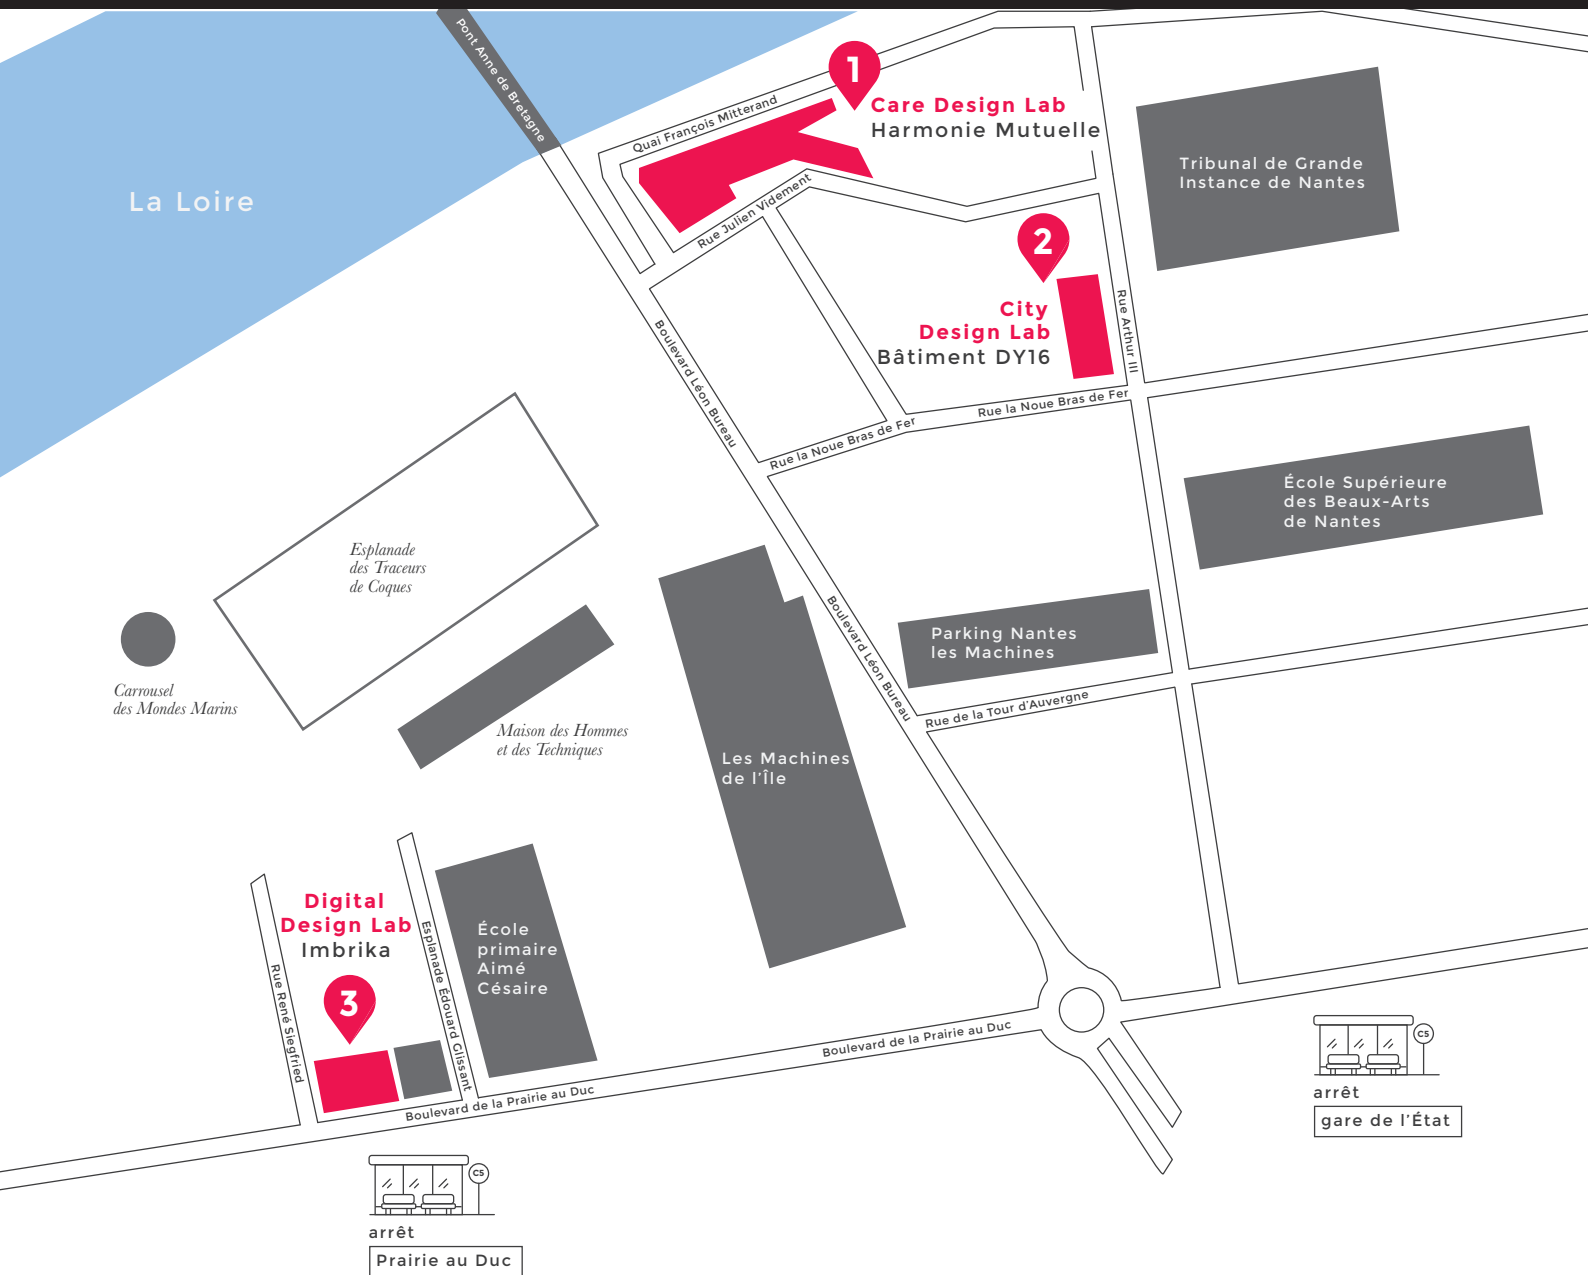 Pont Anne de Bretagne
1
Quai François Mitterand
Care Design Lab
Harmonie Mutuelle
La Loire
Tribunal de Grande
Instance de Nantes
Rue Julien Videment
2
City
Design Lab
Bâtiment DY16
Rue Arthur III
Boulevard Léon Bureau
Rue la Noue Bras de Fer
Rue la Noue Bras de Fer
École Supérieure
des Beaux-Arts
de Nantes
Esplanade
des Traceurs
de Coques
Parking Nantes
les Machines
Boulevard Léon Bureau
Carrousel
des Mondes Marins
Rue de la Tour d'Auvergne
Maison des Hommes
et des Techniques
Les Machines
de l'Île
Digital
Design Lab
Imbrika
3
Rue René Siegfried
Esplanade Édouard Glissant
École
primaire
Aimé
Césaire
Boulevard de la Prairie au Duc
Boulevard de la Prairie au Duc
C5
arrêt
gare de l'État
C5
arrêt
Prairie au Duc